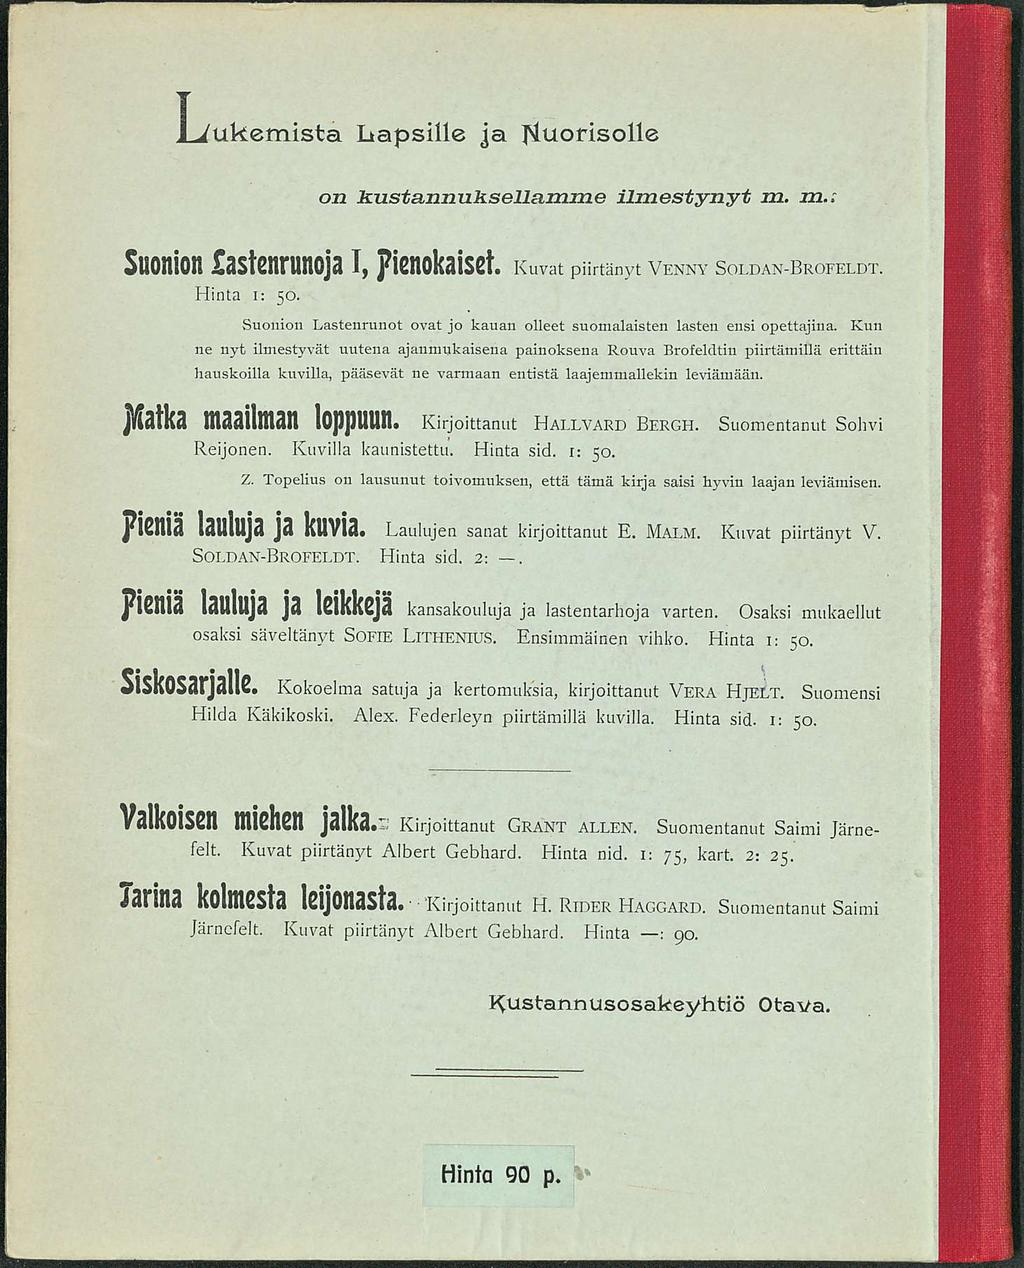 Lukemista Lapsille ja Nuorisolle
on kustannuksellamme ilmestynyt m. m.:
Suonion Lastenrunoja I, Pienokaiset. Kuvat piirtänyt VENNY SOLDAN-BROFELDT.
Hinta 1: 50.
Suonion Lastenrunot ovat jo kauan olleet suomalaisten lasten ensi opettajina. Kun
ne nyt ilmestyvät uutena ajanmukaisena painoksena Rouva Brofeldtin piirtämillä erittäin
hauskoilla kuvilla, pääsevät ne varmaan entistä laajemmallekin leviämään.
Matka maailman loppuun. Kirjoittanut HALLVARD BERGH. Suomentanut Solvi
Reijonen. Kuvilla kaunistettu. Hinta sid. 1: 50.
Z. Topelius on lausunut toivomuksen, että tämä kirja saisi hyvin laajan leviämisen.
Pieniä lauluja ja kuvia. Laulujen sanat kirjoittanut E. MALM. Kuvat piirtänyt V.
SOLDAN-BROFELDT. Hinta sid. 2: —.
Pieniä lauluja ja leikkejä kansakouluja ja lastentarhoja varten. Osaksi mukaellut
osaksi säveltänyt SOFIE LITHENIUS. Ensimmäinen vihko. Hinta 1: 50.
Siskosarjalle. Kokoelma satuja ja kertomuksia, kirjoittanut VERA HJELT. Suomensi
Hilda Käkikoski. Alex. Federleyn piirtämillä kuvilla. Hinta sid. 1: 50.
Valkoisen miehen jalka. Kirjoittanut GRANT ALLEN. Suomentanut Saimi Järne-
felt. Kuvat piirtänyt Albert Gebhard. Hinta nid. 1: 75, kart. 2: 25.
Tarina kolmesta leijonasta. Kirjoittanut H. RIDER HAGGARD. Suomentanut Saimi
Järnefelt. Kuvat piirtänyt Albert Gebhard. Hinta —: 90.
Kustannusosakeyhtiö Otava.
Hinta 90 p.